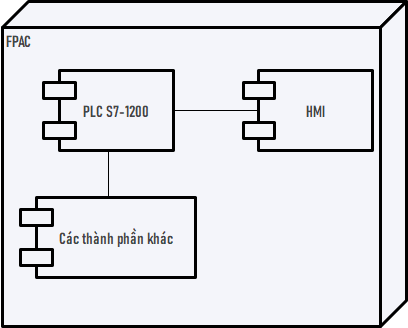 FPAC
PLC S7-1200
HMI
Các thành phần khác